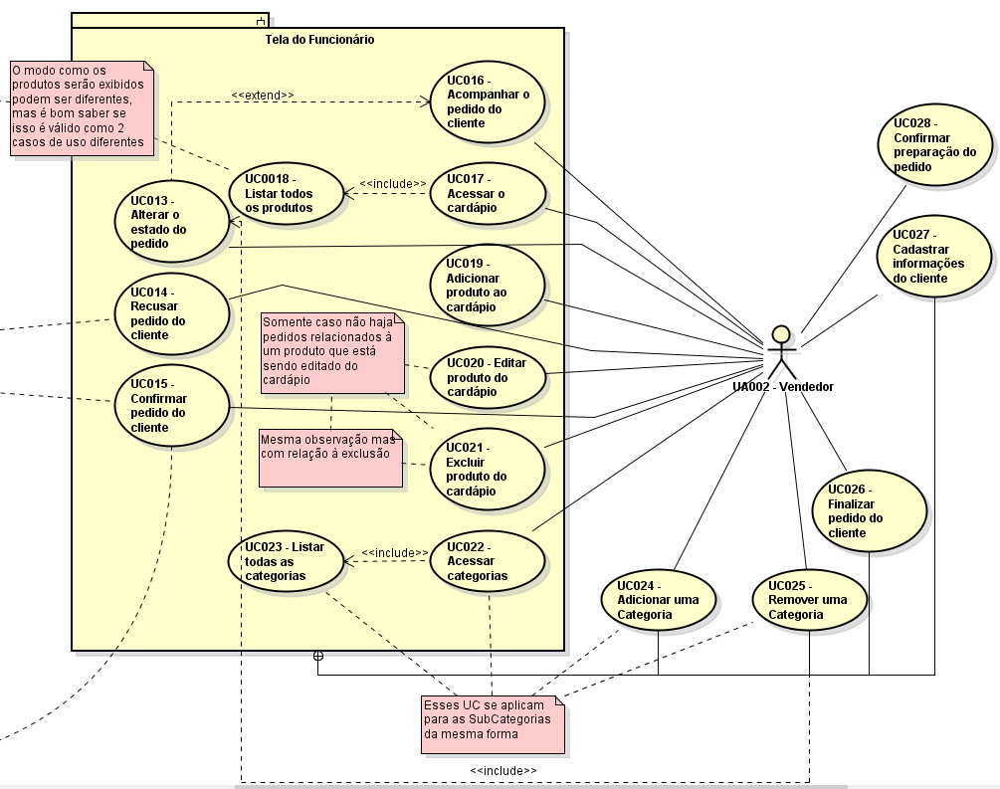 Tela do Funcionário
O modo como os
produtos serão exibidos
podem ser diferentes,
mas é bom saber se
isso é válido como 2
casos de uso diferentes
<<extend>>
UC016 -
Acompanhar o
pedido do
cliente
UC028 -
Confirmar
preparação do
pedido
UC0018 -
Listar todos
os produtos
<<include>>
UC017 -
Acessar o
cardápio
UC013 -
Alterar o
estado do
pedido
UC027 -
Cadastrar
informações
do cliente
UC019 -
Adicionar
produto ao
cardápio
UC014 -
Recusar
pedido do
cliente
Somente caso não haja
pedidos relacionados à
um produto que está
sendo editado do
cardápio
UC020 - Editar
produto do
cardápio
UA002 - Vendedor
UC015 -
Confirmar
pedido do
cliente
Mesma observação mas
com relação à exclusão
UC021 -
Excluir
produto do
cardápio
UC026 -
Finalizar
pedido do
cliente
UC023 - Listar
todas as
categorias
<<include>>
UC022 -
Acessar
categorias
UC024 -
Adicionar uma
Categoria
UC025 -
Remover uma
Categoria
Esses UC se aplicam
para as SubCategorias
da mesma forma
<<include>>